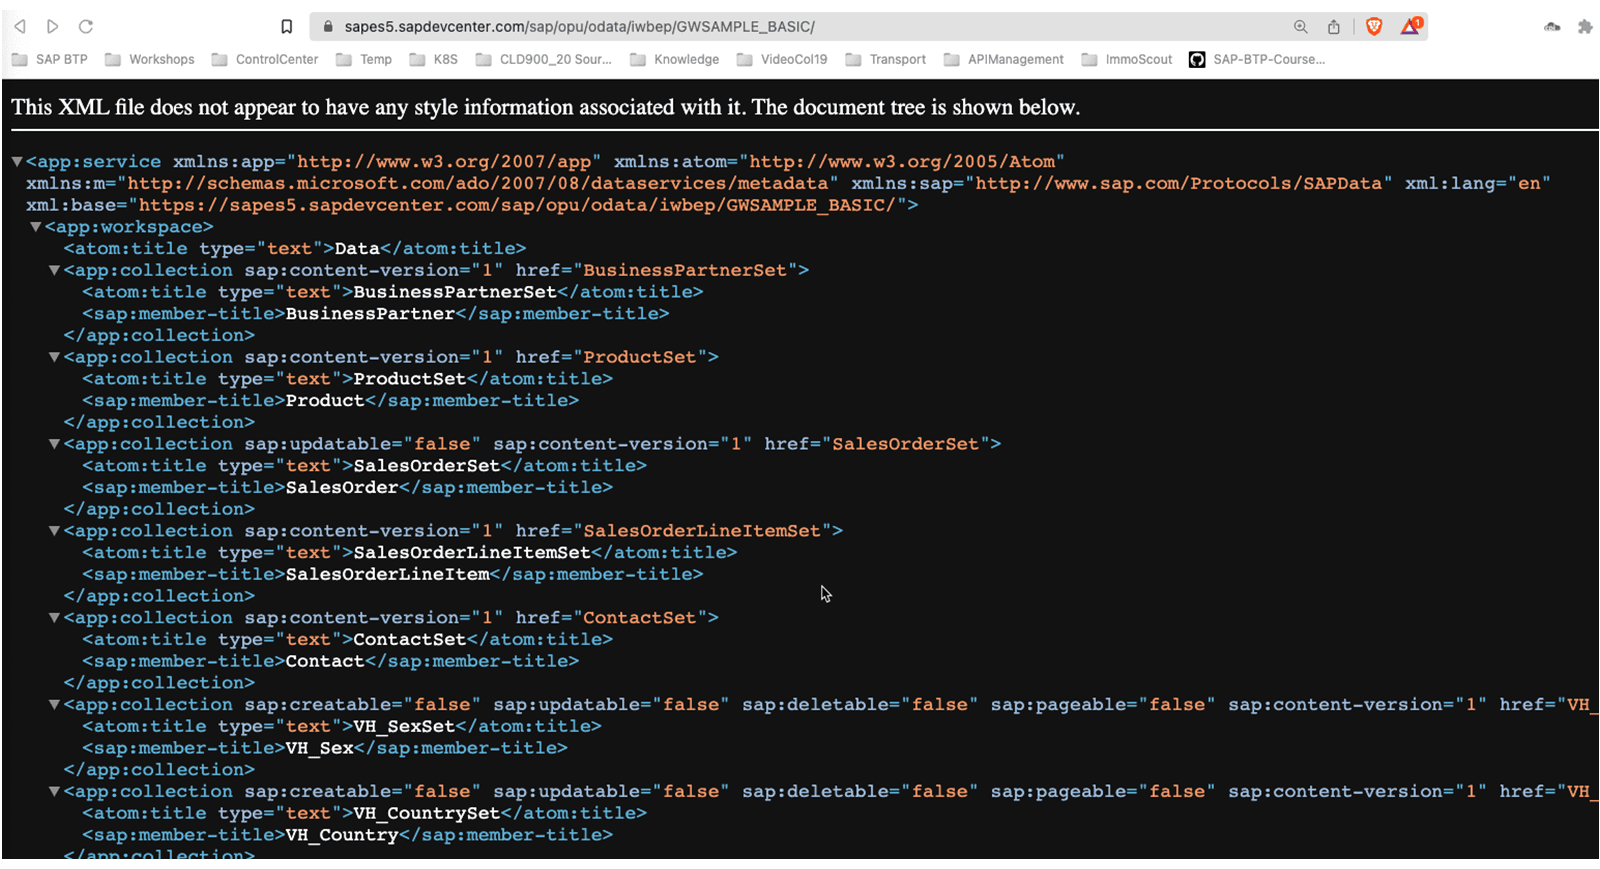 sapes5.sapdevcenter.com/sap/opu/odata/iwbep/GWSAMPLE_BASIC/
1
SAP BTP Workshops ControlCenter Temp K8S CLD900_20 Sour... Knowledge VideoCol19 Transport APIManagement ImmoScout SAP-BTP-Course...
This XML file does not appear to have any style information associated with it. The document tree is shown below.
▼<app:service xmlns:app="http://www.w3.org/2007/app" xmlns:atom="http://www.w3.org/2005/Atom"
xmlns:m="http://schemas.microsoft.com/ado/2007/08/dataservices/metadata" xmlns:sap="http://www.sap.com/Protocols/SAPData" xml:lang="en"
xml:base="https://sapes5.sapdevcenter.com/sap/opu/odata/iwbep/GWSAMPLE_BASIC/">
▼<app:workspace>
<atom:title type="text">Data</atom:title>
▼<app:collection sap:content-version="1" href="BusinessPartnerSet">
<atom:title type="text">BusinessPartnerSet</atom:title>
<sap:member-title>BusinessPartner</sap:member-title>
</app:collection>
▼<app:collection sap:content-version="1" href="ProductSet">
<atom:title type="text">ProductSet</atom:title>
<sap:member-title>Product</sap:member-title>
</app:collection>
▼<app:collection sap:updatable="false" sap:content-version="1" href="SalesOrderSet">
<atom:title type="text">SalesOrderSet</atom:title>
<sap:member-title>SalesOrder</sap:member-title>
</app:collection>
▼<app:collection sap:content-version="1" href="SalesOrderLineItemSet">
<atom:title type="text">SalesOrderLineItemSet</atom:title>
<sap:member-title>SalesOrderLineItem</sap:member-title>
</app:collection>
▼<app:collection sap:content-version="1" href="ContactSet">
<atom:title type="text">ContactSet</atom:title>
<sap:member-title>Contact</sap:member-title>
</app:collection>
▼<app:collection sap:creatable="false" sap:updatable="false" sap:deletable="false" sap:pageable="false" sap:content-version="1" href="VH_
<atom:title type="text">VH_SexSet</atom:title>
<sap:member-title>VH_Sex</sap:member-title>
</app:collection>
▼<app:collection sap:creatable="false" sap:updatable="false" sap:deletable="false" sap:pageable="false" sap:content-version="1" href="VH_
<atom:title type="text">VH_CountrySet</atom:title>
<sap:member-title>VH_Country</sap:member-title>
</app:collection>